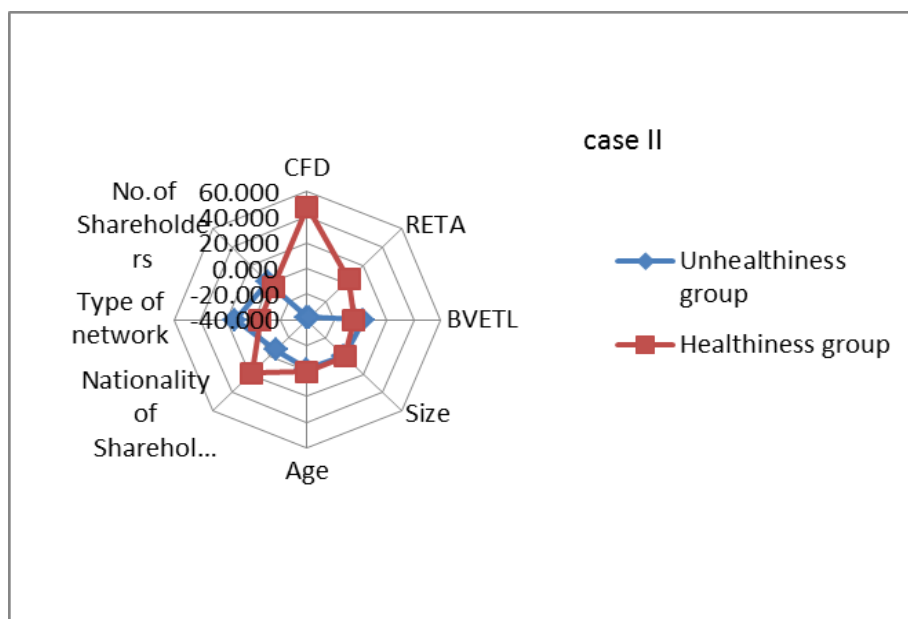 case II
CFD
60.000
40.000
20.000
0.000
-20.000
-40.000
RETA
BVETL
Size
Age
Nationality
of
Sharehol...
Type of
network
No.of
Shareholde
rs
Unhealthiness
group
Healthiness group